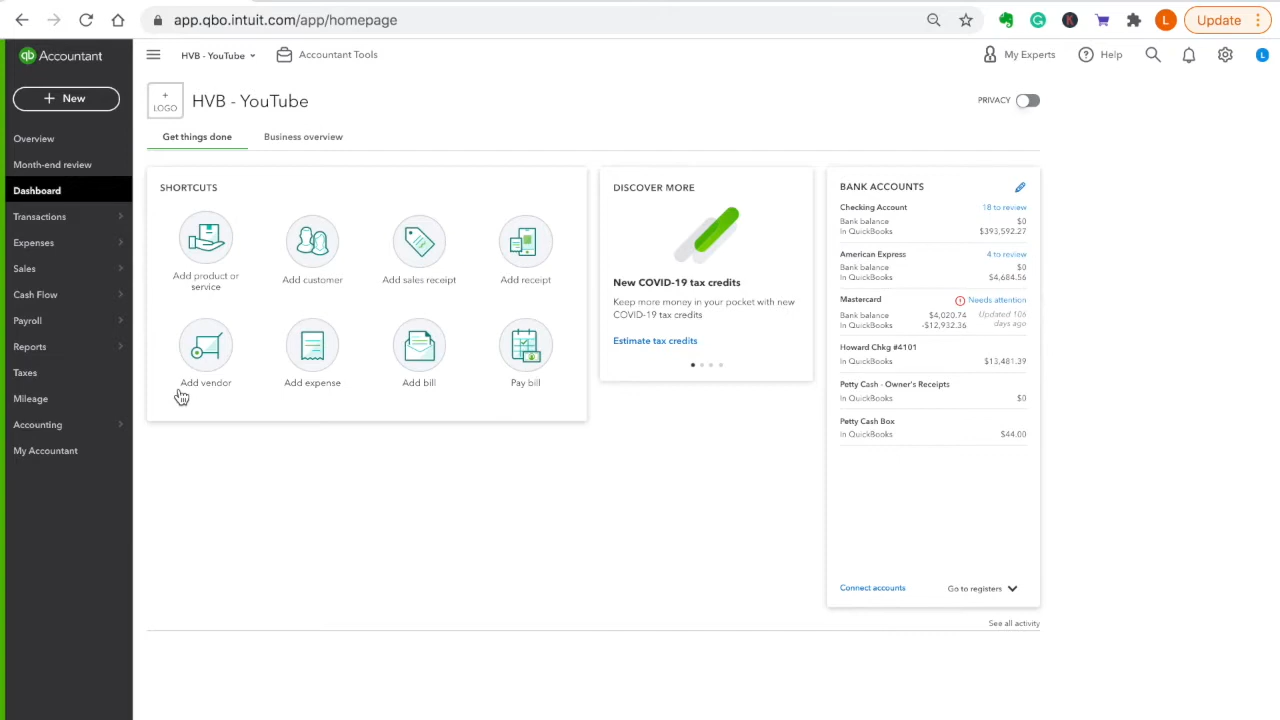 app.qbo.intuit.com/app/homepage
K
L
Update
qb Accountant
HVB - YouTube
Accountant Tools
My Experts
Help
L
+ New
+
LOGO
HVB - YouTube
PRIVACY
Overview
Month-end review
Dashboard
Transactions
Expenses
Sales
Cash Flow
Payroll
Reports
Taxes
Mileage
Accounting
My Accountant
Get things done
Business overview
SHORTCUTS
Add product or
service
Add customer
Add sales receipt
Add receipt
Add vendor
Add expense
Add bill
Pay bill
DISCOVER MORE
New COVID-19 tax credits
Keep more money in your pocket with new
COVID-19 tax credits
Estimate tax credits
BANK ACCOUNTS
Checking Account 18 to review
Bank balance $0
In QuickBooks $393,592.27
American Express 4 to review
Bank balance $0
In QuickBooks $4,684.56
Mastercard Needs attention
Bank balance $4,020.74 Updated 106
In QuickBooks -$12,932.36 days ago
Howard Chkg #4101
In QuickBooks $13,481.39
Petty Cash - Owner's Receipts
In QuickBooks $0
Petty Cash Box
In QuickBooks $44.00
Connect accounts
Go to registers
See all activity